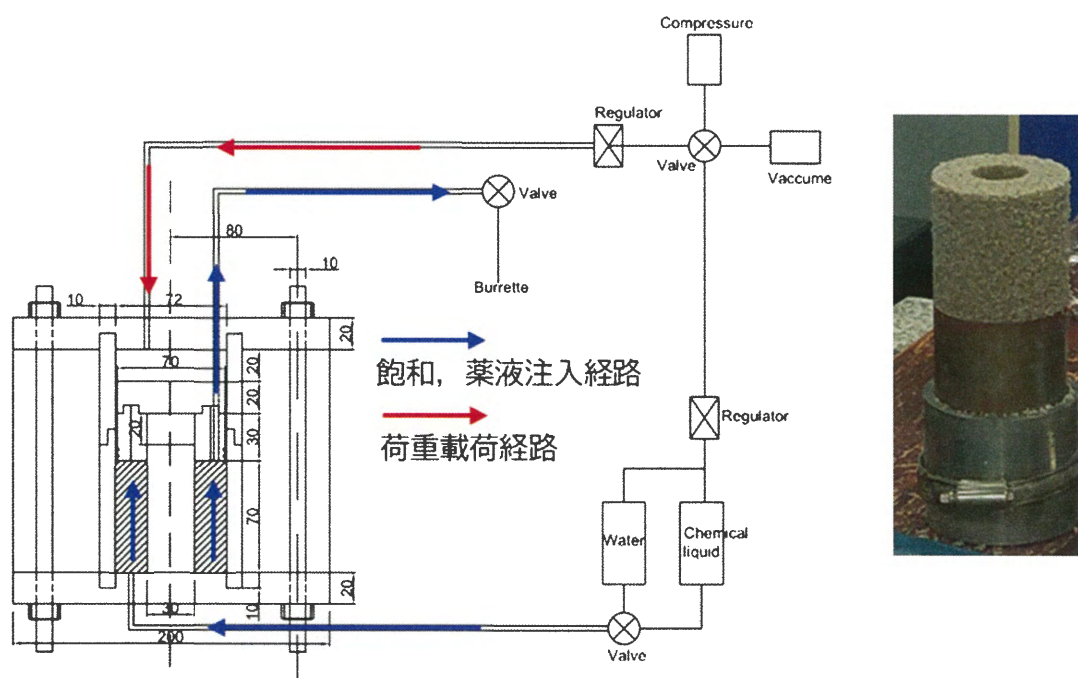 Compressure
Regulator
Valve
Vaccume
Valve
80
10
Burrette
10
72
20
70
20
20
20
30
飽和，薬液注入経路
荷重載荷経路
Regulator
70
Water
Chemical
liquid
20
10
30
200
Valve